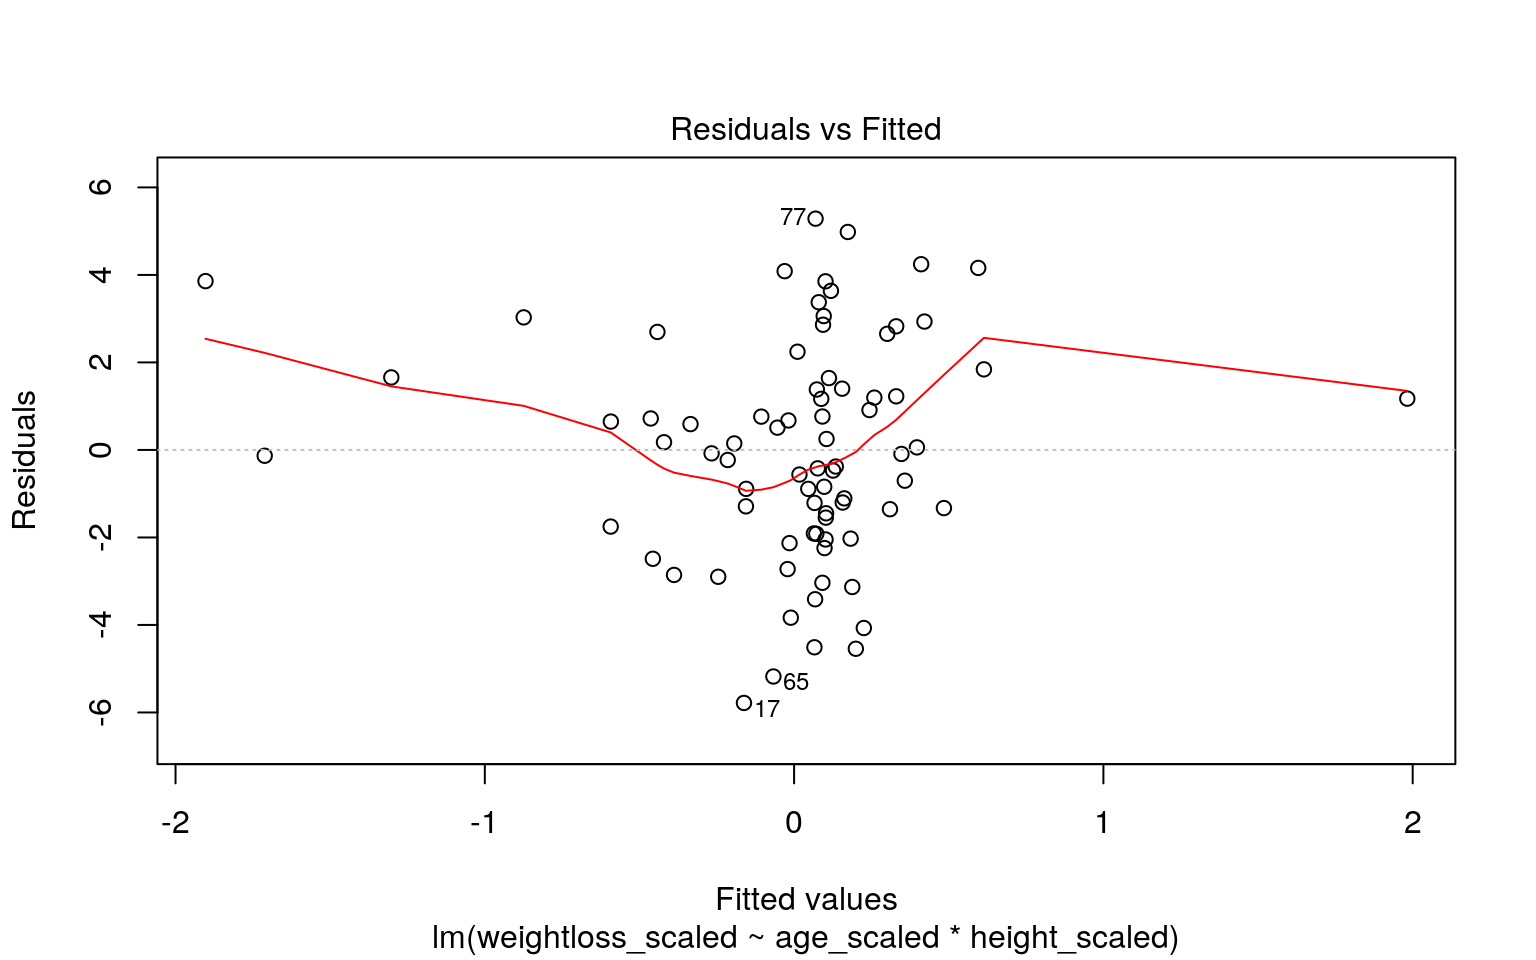 Residuals vs Fitted
Residuals
6
4
2
0
-2
-4
-6
77
65
17
-2 -1 0 1 2
Fitted values
lm(weightloss_scaled ~ age_scaled * height_scaled)